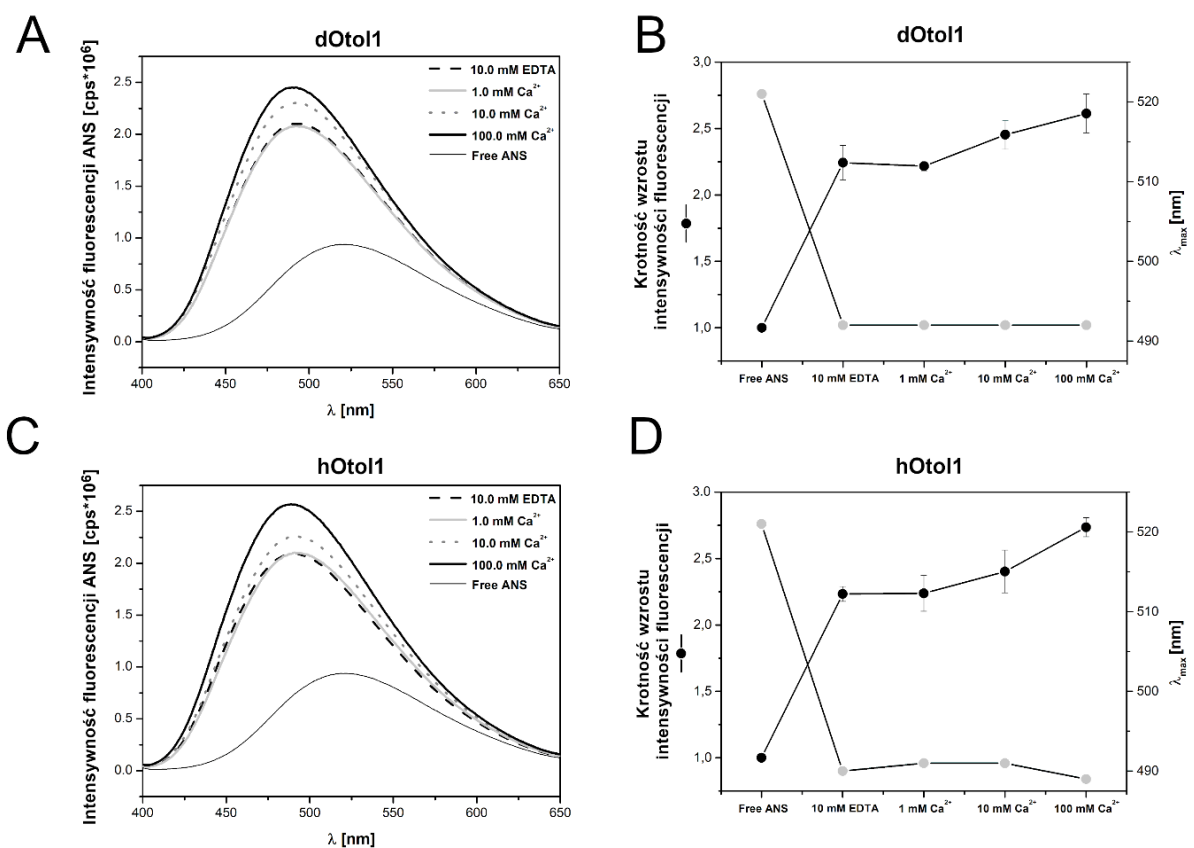 A
dOtol1
Intensywność fluorescencji ANS [cps*10⁶]
2.5
2.0
1.5
1.0
0.5
0.0
10.0 mM EDTA
1.0 mM Ca²⁺
10.0 mM Ca²⁺
100.0 mM Ca²⁺
Free ANS
400
450
500
550
600
650
λ [nm]
B
dOtol1
Krotność wzrostu
intensywności fluorescencji
3,0
2,5
2,0
1,5
1,0
520
510
500
490
λmax [nm]
Free ANS
10 mM EDTA
1 mM Ca²⁺
10 mM Ca²⁺
100 mM Ca²⁺
C
hOtol1
Intensywność fluorescencji ANS [cps*10⁶]
2.5
2.0
1.5
1.0
0.5
0.0
10.0 mM EDTA
1.0 mM Ca²⁺
10.0 mM Ca²⁺
100.0 mM Ca²⁺
Free ANS
400
450
500
550
600
650
λ [nm]
D
hOtol1
Krotność wzrostu
intensywności fluorescencji
3.0
2.5
2,0
1.5
1,0
520
510
500
490
λmax [nm]
Free ANS
10 mM EDTA
1 mM Ca²⁺
10 mM Ca²⁺
100 mM Ca²⁺